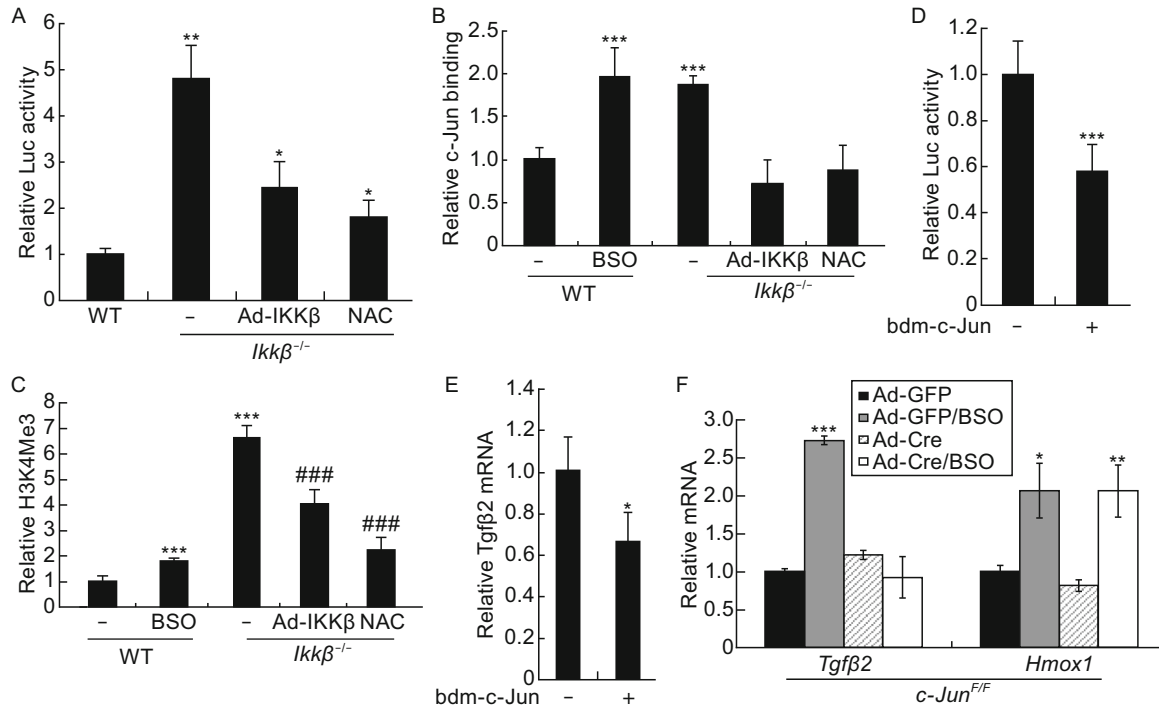 A
Relative Luc activity
6
5
4
3
2
1
0
**
*
*
WT
–
Ad-IKKβ
NAC
Ikkβ⁻/⁻
B
Relative c-Jun binding
2.5
2.0
1.5
1.0
0.5
0
***
***
–
BSO
–
Ad-IKKβ
NAC
WT
Ikkβ⁻/⁻
D
Relative Luc activity
1.2
1.0
0.8
0.6
0.4
0.2
0
***
bdm-c-Jun
–
+
C
Relative H3K4Me3
8
7
6
5
4
3
2
1
0
***
***
###
###
–
BSO
–
Ad-IKKβ
NAC
WT
Ikkβ⁻/⁻
E
Relative Tgfβ2 mRNA
1.4
1.2
1.0
0.8
0.6
0.4
0.2
0.0
*
bdm-c-Jun
–
+
F
Ad-GFP
Ad-GFP/BSO
Ad-Cre
Ad-Cre/BSO
Relative mRNA
3.0
2.5
2.0
1.5
1.0
0.5
0
***
*
**
Tgfβ2
Hmox1
c-Junᶠ/ᶠ